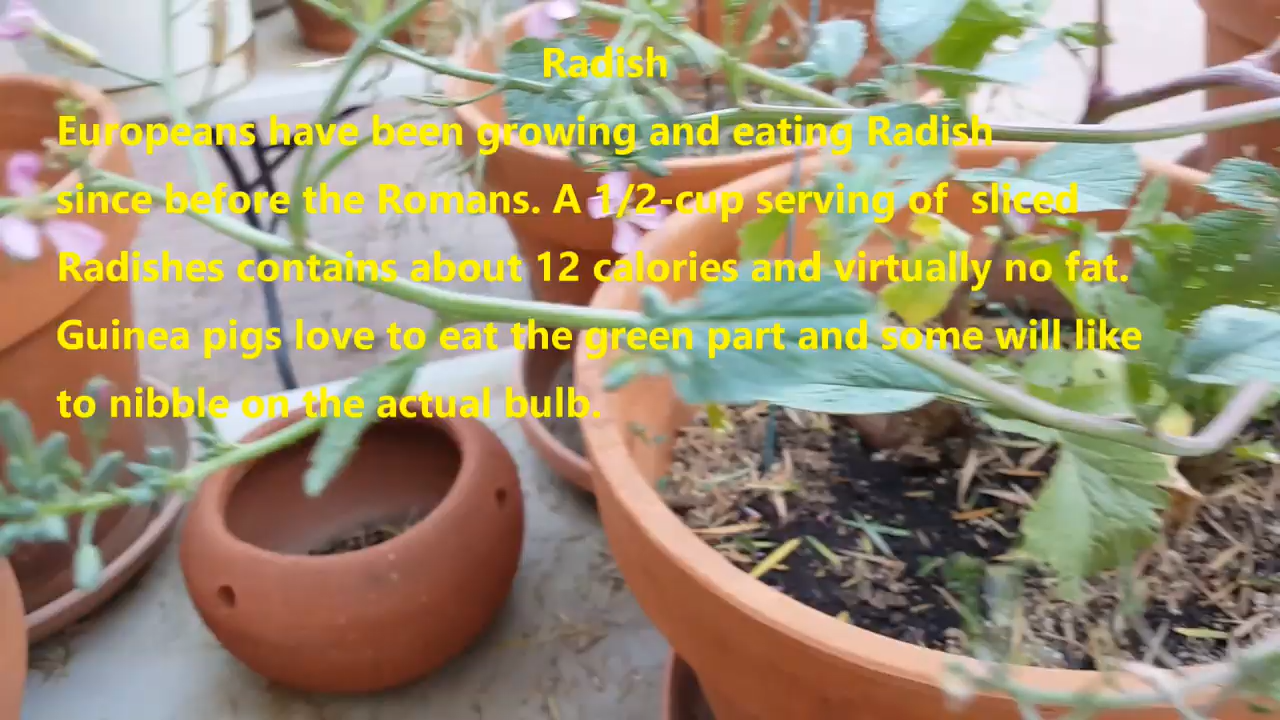 Radish
Europeans have been growing and eating Radish
since before the Romans. A 1/2-cup serving of  sliced
Radishes contains about 12 calories and virtually no fat.
Guinea pigs love to eat the green part and some will like
to nibble on the actual bulb.